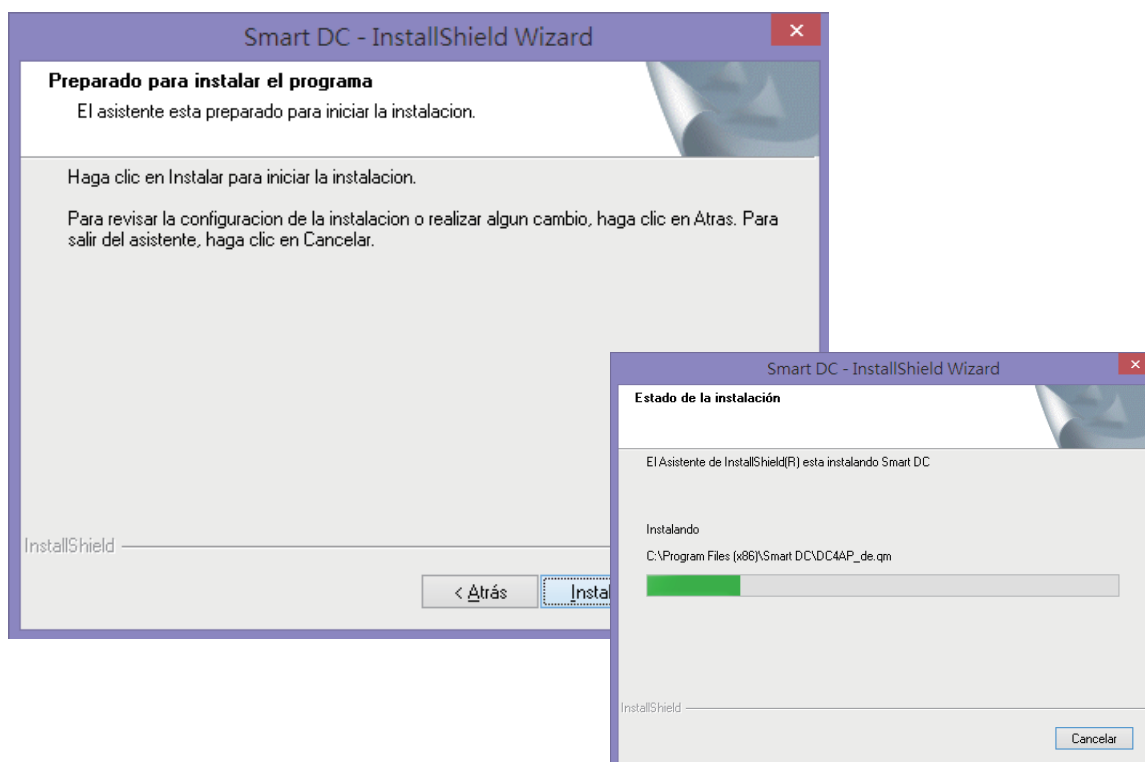 Smart DC - InstallShield Wizard
Preparado para instalar el programa
El asistente esta preparado para iniciar la instalacion.
Haga clic en Instalar para iniciar la instalacion.
Para revisar la configuracion de la instalacion o realizar algun cambio, haga clic en Atras. Para
salir del asistente, haga clic en Cancelar.
InstallShield
< Atrás
Instal
Smart DC - InstallShield Wizard
Estado de la instalación
El Asistente de InstallShield(R) esta instalando Smart DC
Instalando
C:\Program Files (x86)\Smart DC\DC4AP_de.qm
InstallShield
Cancelar